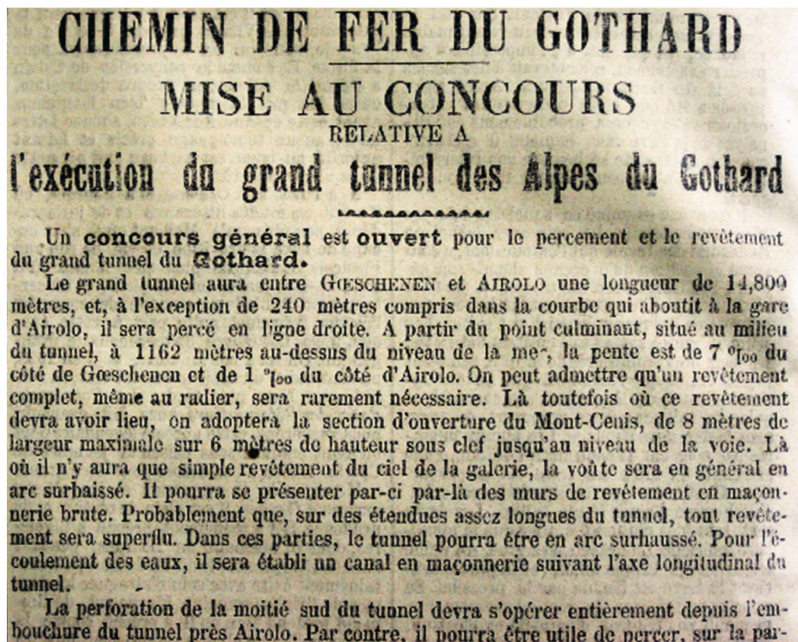 CHEMIN DE FER DU GOTHARD
MISE AU CONCOURS
RELATIVE A
l'exécution du grand tunnel des Alpes du Gothard
Un concours général est ouvert pour le percement et le revêtement
du grand tunnel du Gothard.
Le grand tunnel aura entre GŒSCHENEN et AIROLO une longueur de 14,800
mètres, et, à l'exception de 240 mètres compris dans la courbe qui aboutit à la gare
d'Airolo, il sera percé en ligne droite. A partir du point culminant, situé au milieu
du tunnel, à 1162 mètres au-dessus du niveau de la mer, la pente est de 7 ‰ du
côté de Gœschenen et de 1 ‰ du côté d'Airolo. On peut admettre qu'un revêtement
complet, même au radier, sera rarement nécessaire. Là toutefois où ce revêtement
devra avoir lieu, on adoptera la section d'ouverture du Mont-Cenis, de 8 mètres de
largeur maximale sur 6 mètres de hauteur sous clef jusqu'au niveau de la voie. Là
où il n'y aura que simple revêtement du ciel de la galerie, la voûte sera en général en
arc surbaissé. Il pourra se présenter par-ci par-là des murs de revêtement en maçon-
nerie brute. Probablement que, sur des étendues assez longues du tunnel, tout revête-
ment sera superflu. Dans ces parties, le tunnel pourra être en arc surhaussé. Pour l'é-
coulement des eaux, il sera établi un canal en maçonnerie suivant l'axe longitudinal du
tunnel.
La perforation de la moitié sud du tunnel devra s'opérer entièrement depuis l'em-
bouchure du tunnel près Airolo. Par contre, il pourra être utile de percer, sur la par-